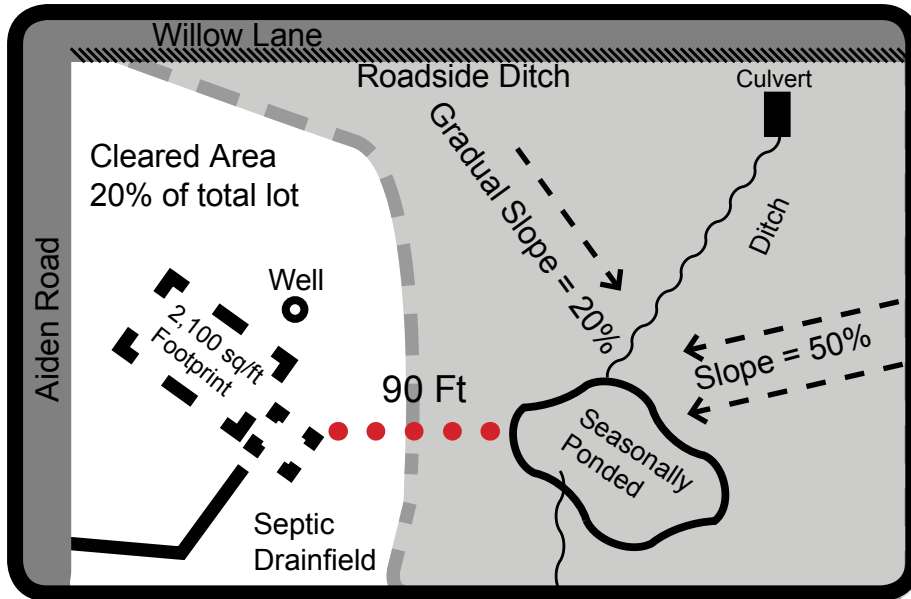 Willow Lane
Roadside Ditch
Culvert
Cleared Area
20% of total lot
Gradual Slope = 20%
Ditch
Aiden Road
Well
2,100 sq/ft
Footprint
Slope = 50%
90 Ft
Seasonally
Ponded
Septic
Drainfield